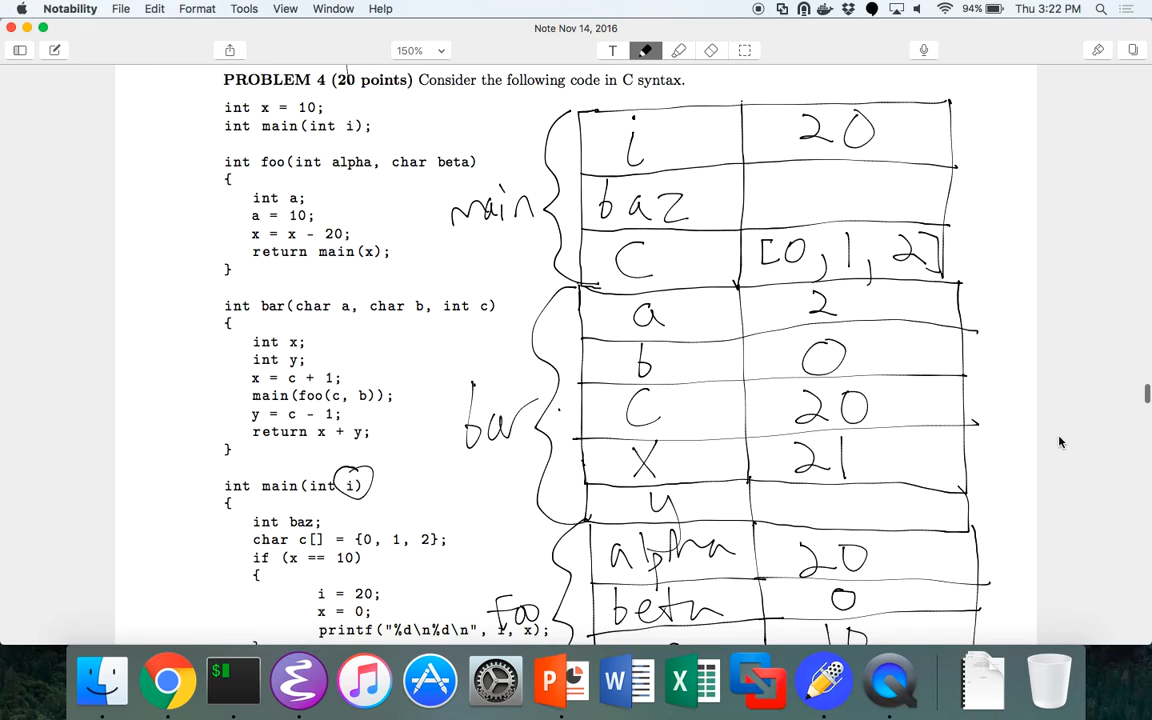 Notability File Edit Format Tools View Window Help 94% Thu 3:22 PM
Note Nov 14, 2016
150% T
PROBLEM 4 (20 points) Consider the following code in C syntax.
int x = 10;
int main(int i);
int foo(int alpha, char beta)
{
int a;
a = 10;
x = x - 20;
return main(x);
}
int bar(char a, char b, int c)
{
int x;
int y;
x = c + 1;
main(foo(c, b));
y = c - 1;
return x + y;
}
int main(int i)
{
int baz;
char c[] = {0, 1, 2};
if (x == 10)
{
i = 20;
x = 0;
printf("%d\n%d\n", i, x);
main
i 20
baz
C [0, 1, 2]
bar
a 2
b 0
C 20
X 21
y
foo
alpha 20
beta 0
10
$
P W X